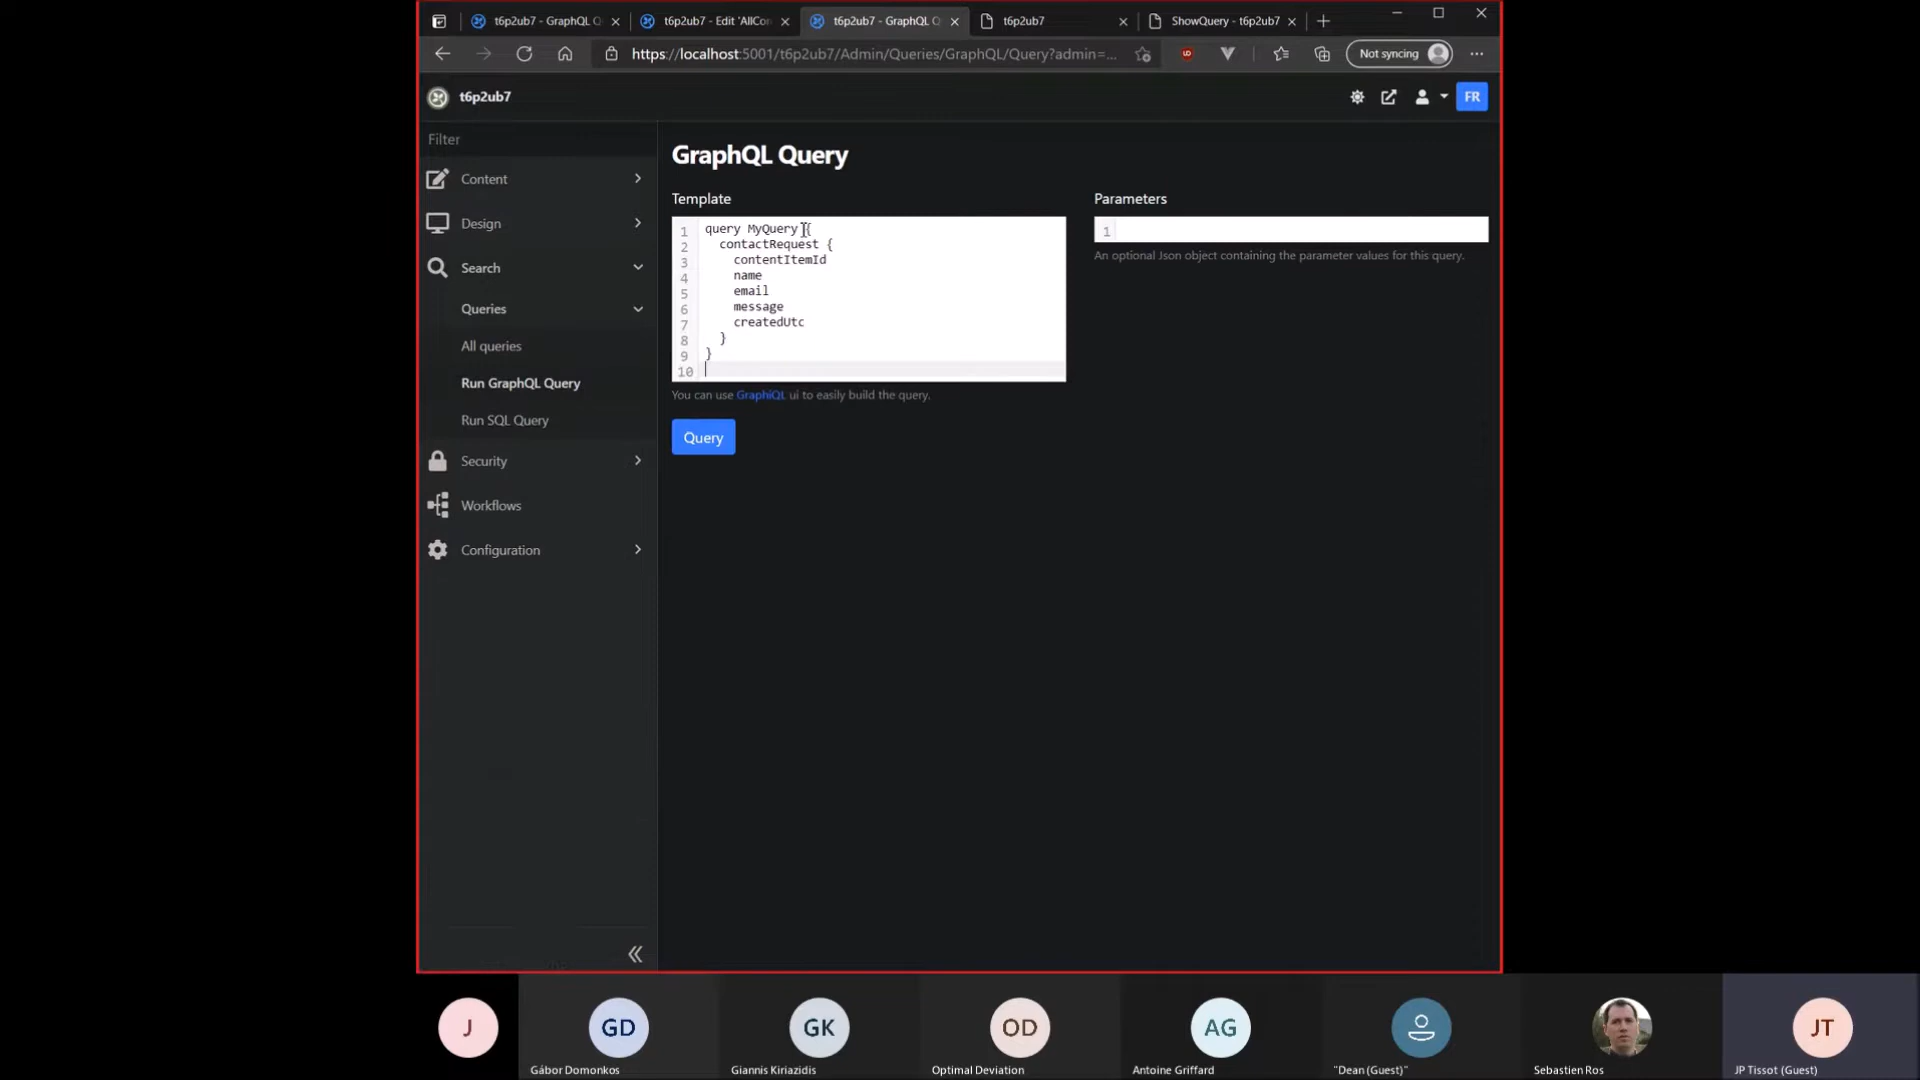 t6p2ub7 - GraphQL Q
t6p2ub7 - Edit 'AllCor
t6p2ub7 - GraphQL Q
t6p2ub7
ShowQuery - t6p2ub7
https://localhost:5001/t6p2ub7/Admin/Queries/GraphQL/Query?admin=...
Not syncing
t6p2ub7
FR
Filter
Content
Design
Search
Queries
All queries
Run GraphQL Query
Run SQL Query
Security
Workflows
Configuration
GraphQL Query
Template
1 query MyQuery {
2 contactRequest {
3 contentItemId
4 name
5 email
6 message
7 createdUtc
8 }
9 }
10
You can use GraphiQL ui to easily build the query.
Query
Parameters
1
An optional Json object containing the parameter values for this query.
J
GD
GK
OD
AG
JT
Gábor Domonkos
Giannis Kiriazidis
Optimal Deviation
Antoine Griffard
"Dean (Guest)"
Sebastien Ros
JP Tissot (Guest)